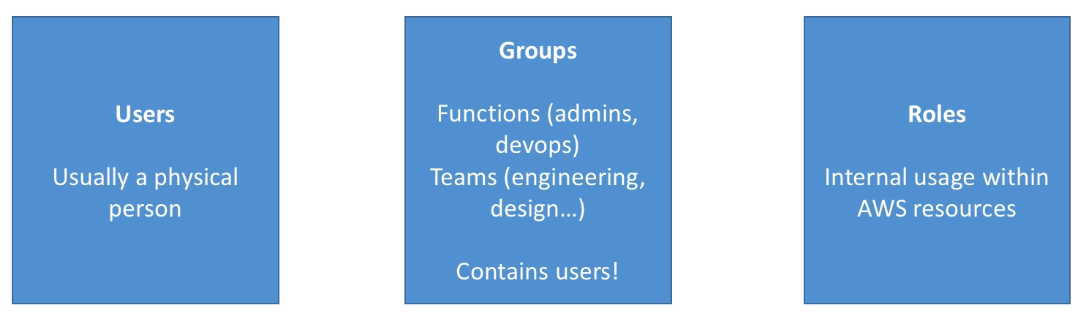 Users
Usually a physical
person
Groups
Functions (admins,
devops)
Teams (engineering,
design…)
Contains users!
Roles
Internal usage within
AWS resources